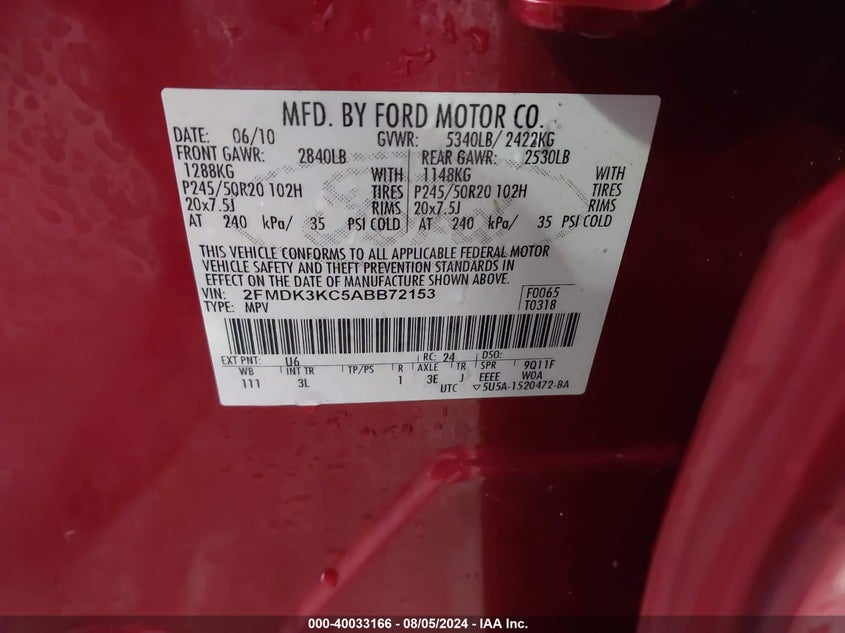 MFD. BY FORD MOTOR CO.
DATE: 06/10 GVWR: 5340LB/ 2422KG
FRONT GAWR: 2840LB REAR GAWR: 2530LB
1288KG WITH 1148KG WITH
P245/50R20 102H TIRES P245/50R20 102H TIRES
20x7.5J RIMS 20x7.5J RIMS
AT 240 kPa/ 35 PSI COLD AT 240 kPa/ 35 PSI COLD
THIS VEHICLE CONFORMS TO ALL APPLICABLE FEDERAL MOTOR
VEHICLE SAFETY AND THEFT PREVENTION STANDARDS IN
EFFECT ON THE DATE OF MANUFACTURE SHOWN ABOVE.
VIN: 2FMDK3KC5ABB72153 F0065
TYPE: MPV T0318
EXT PNT: U6 RC: 24 DSO: 9Q11F
WB INT TR TP/PS R AXLE TR SPR WOA
111 3L 1 3E J EEEE
UTC ▽5U5A-1520472-BA
000-40033166 - 08/05/2024 - IAA Inc.